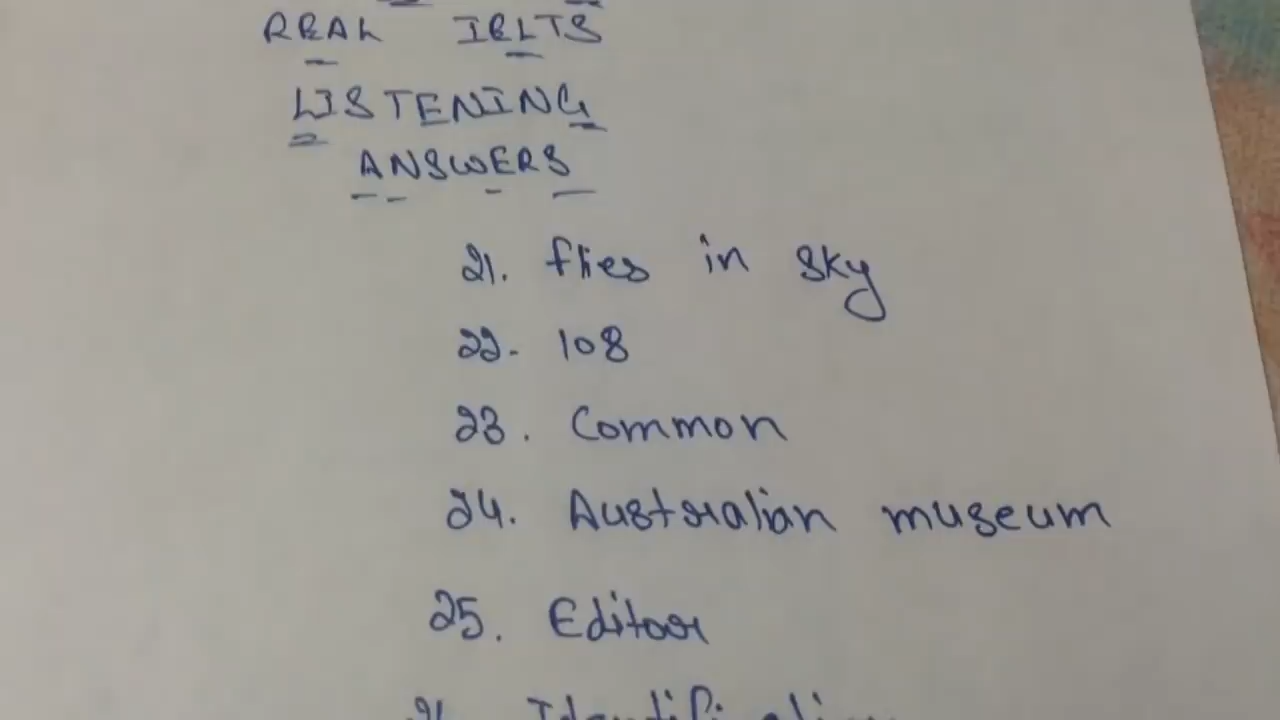 REAL IELTS
LISTENING
ANSWERS
21. flies in sky
22. 108
23. Common
24. Australian museum
25. Editor